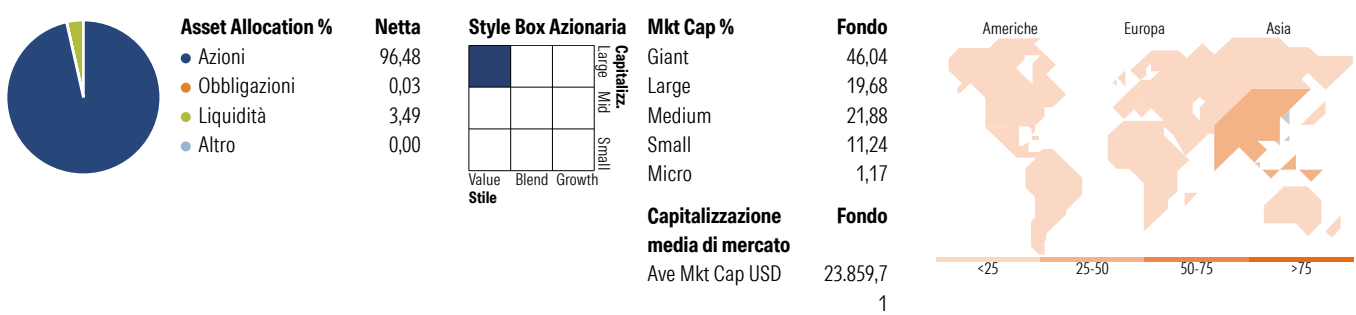 Asset Allocation % Netta
Azioni 96,48
Obbligazioni 0,03
Liquidità 3,49
Altro 0,00
Style Box Azionaria
Capitalizz.
Large Mid Small
Value Blend Growth
Stile
Mkt Cap % Fondo
Giant 46,04
Large 19,68
Medium 21,88
Small 11,24
Micro 1,17
Capitalizzazione Fondo
media di mercato
Ave Mkt Cap USD 23.859,7
1
Americhe Europa Asia
<25 25-50 50-75 >75